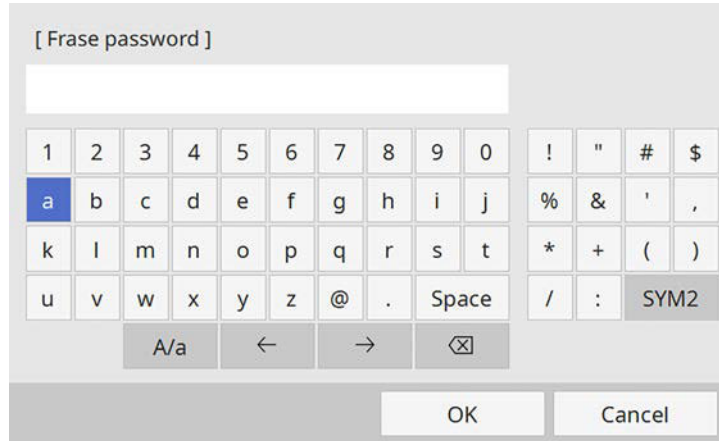 [ Frase password ]
1 2 3 4 5 6 7 8 9 0 ! " # $
a b c d e f g h i j % & ' ,
k l m n o p q r s t * + ( )
u v w x y z @ . Space / : SYM2
A/a ← → ⌫
OK Cancel